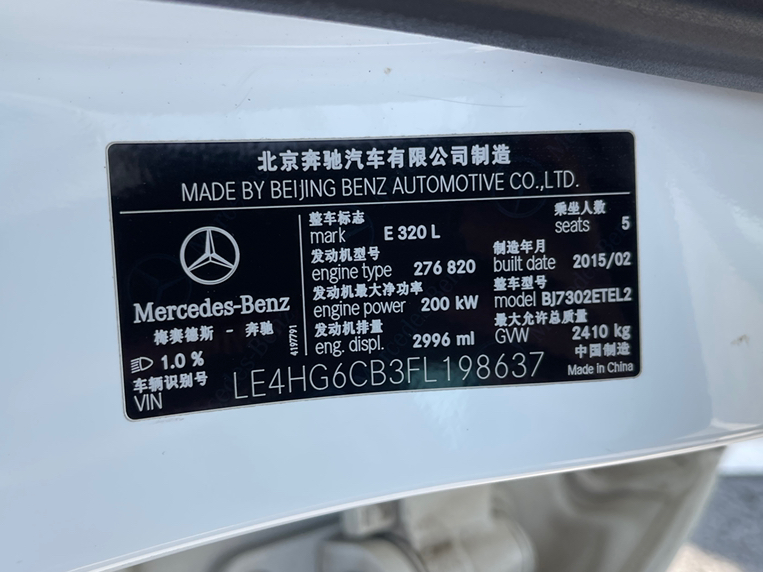 北京奔驰汽车有限公司制造
MADE BY BEIJING BENZ AUTOMOTIVE CO.,LTD.
Mercedes-Benz
梅赛德斯 - 奔驰
1.0 %
整车标志
mark E 320 L
乘坐人数
seats 5
发动机型号
engine type 276 820
制造年月
built date 2015/02
发动机最大净功率
engine power 200 kW
整车型号
model BJ7302ETEL2
发动机排量
eng. displ. 2996 ml
最大允许总质量
GVW 2410 kg
4197791
车辆识别号
VIN LE4HG6CB3FL198637
中国制造
Made in China